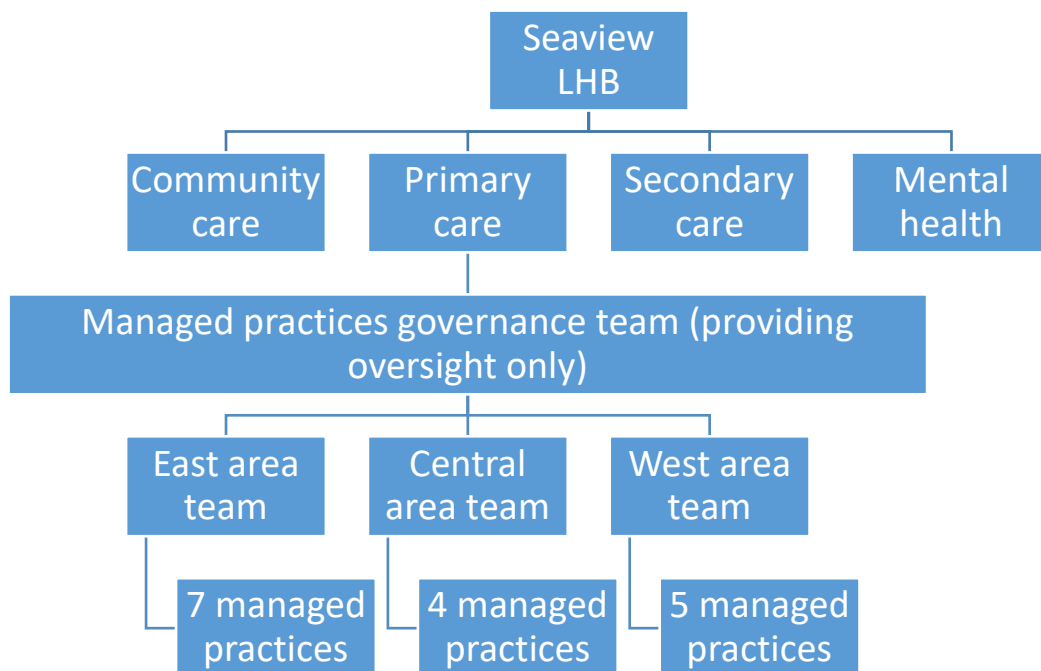 Seaview
LHB
Community
care
Primary
care
Secondary
care
Mental
health
Managed practices governance team (providing
oversight only)
East area
team
Central
area team
West area
team
7 managed
practices
4 managed
practices
5 managed
practices